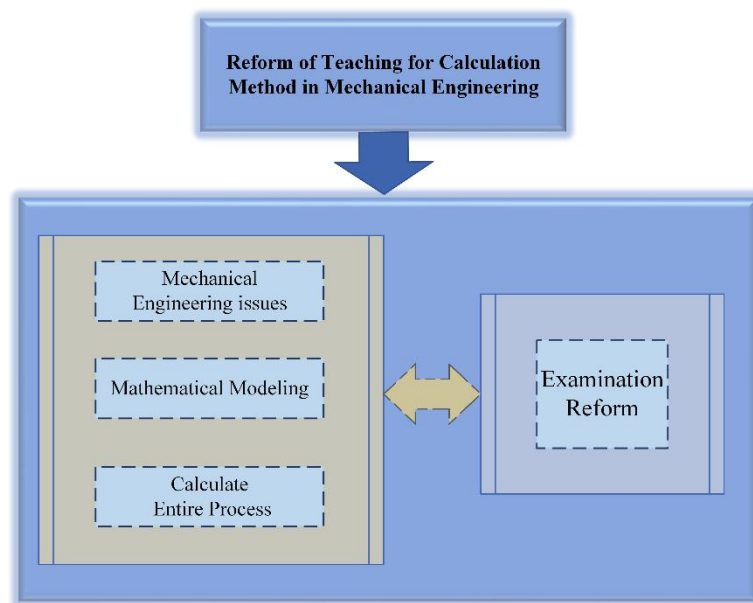 Reform of Teaching for Calculation
Method in Mechanical Engineering
Mechanical
Engineering issues
Mathematical Modeling
Calculate
Entire Process
Examination
Reform